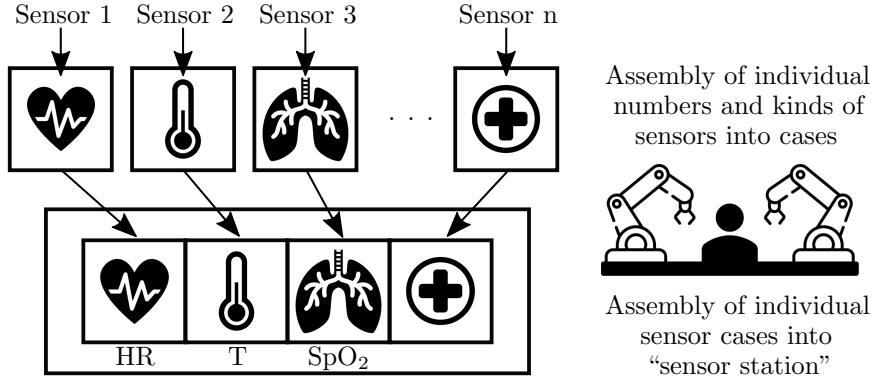 Sensor 1 Sensor 2 Sensor 3 Sensor n
. . .
Assembly of individual
numbers and kinds of
sensors into cases
HR T SpO₂
Assembly of individual
sensor cases into
“sensor station”